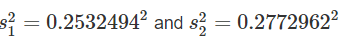 s₁² = 0.2532494² and s₂² = 0.2772962²